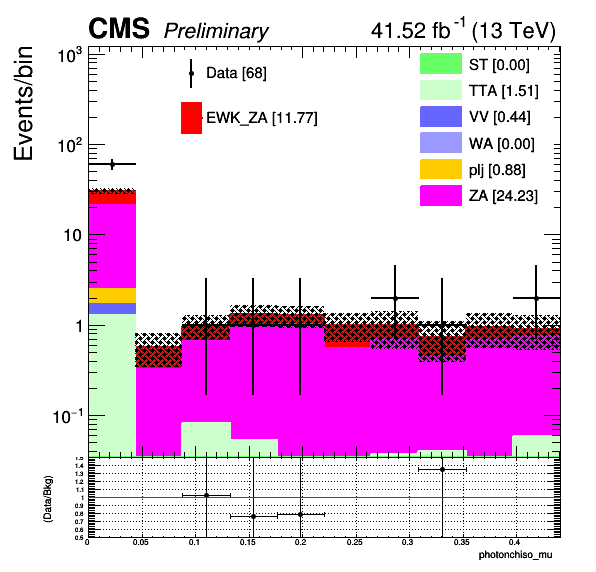 CMS Preliminary 41.52 fb⁻¹ (13 TeV)
Events/bin
10³
10²
10
1
10⁻¹
Data [68]
EWK_ZA [11.77]
ST [0.00]
TTA [1.51]
VV [0.44]
WA [0.00]
plj [0.88]
ZA [24.23]
(Data/Bkg)
1.5
1.4
1.3
1.2
1.1
1
0.9
0.8
0.7
0.6
0.5
0 0.05 0.1 0.15 0.2 0.25 0.3 0.35 0.4
photonchiso_mu